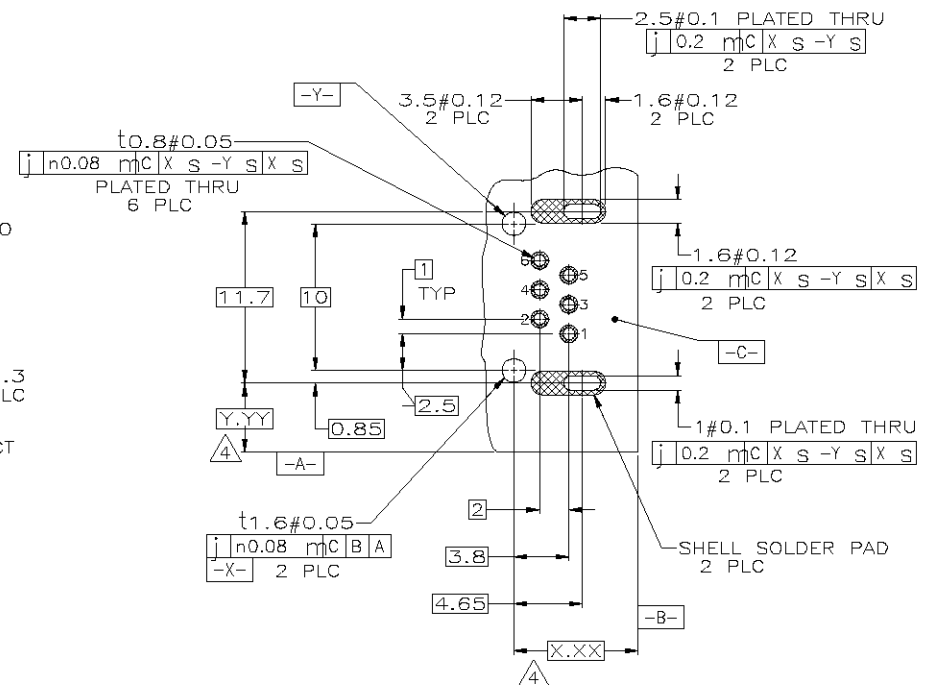 2.5#0.1 PLATED THRU
j 0.2 mC X S -Y S
2 PLC
-Y-
3.5#0.12
2 PLC
1.6#0.12
2 PLC
t0.8#0.05
j n0.08 mC X S -Y S X S
PLATED THRU
6 PLC
O
1.6#0.12
j 0.2 mC X S -Y S X S
2 PLC
6
5
4
3
2
1
1
TYP
11.7
10
-C-
.3
LC
2.5
Y.YY
0.85
4
CT
-A-
1#0.1 PLATED THRU
j 0.2 mC X S -Y S X S
2 PLC
t1.6#0.05
j n0.08 mC B A
-X- 2 PLC
2
3.8
SHELL SOLDER PAD
2 PLC
4.65
-B-
X.XX
4